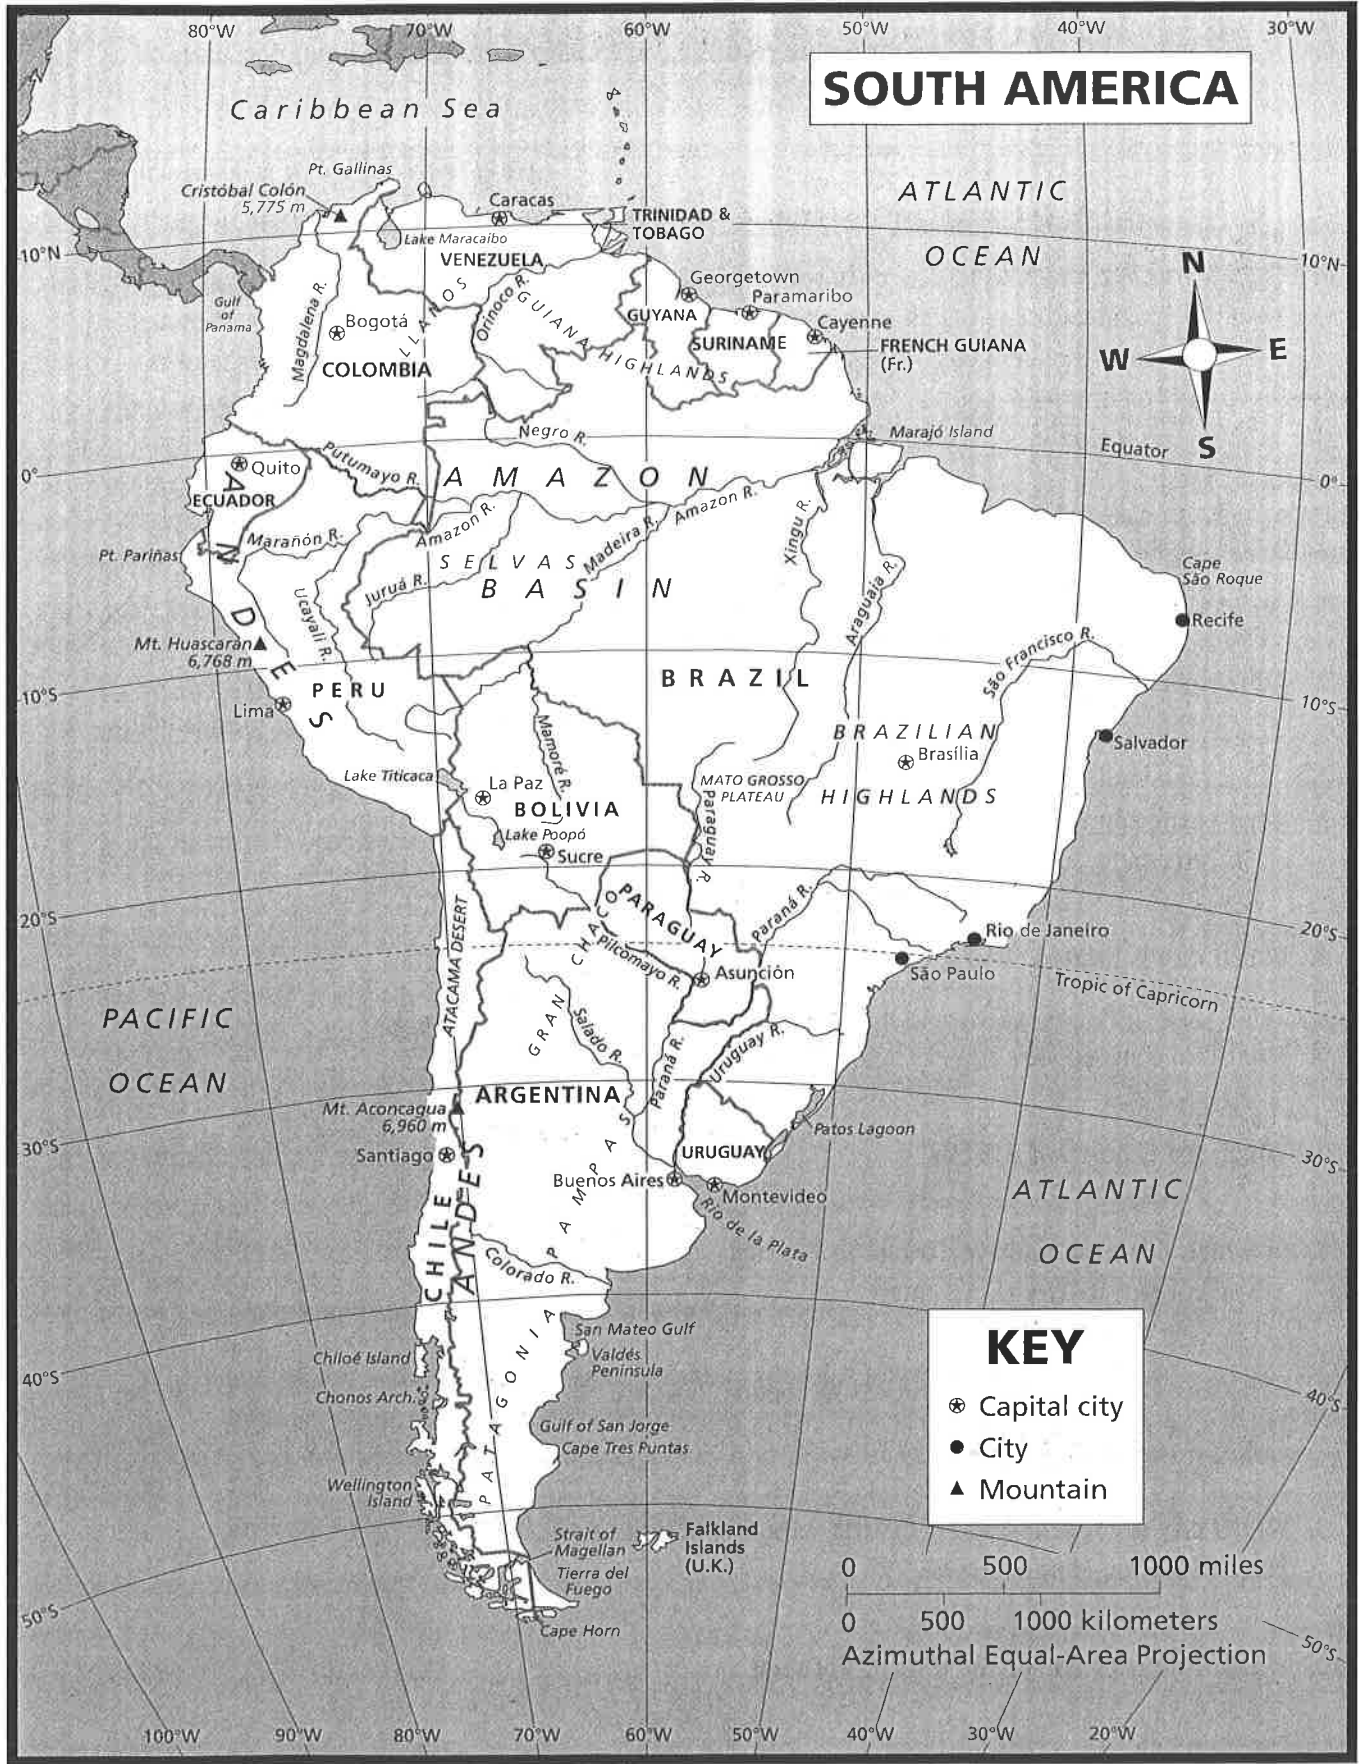 80°W
70°W
60°W
50°W
40°W
30°W
SOUTH AMERICA
Caribbean Sea
Pt. Gallinas
Cristóbal Colón
5,775 m
Caracas
TRINIDAD &
TOBAGO
ATLANTIC
OCEAN
Lake Maracaibo
VENEZUELA
10°N
10°N
N
W
E
S
Georgetown
Paramaribo
Cayenne
Gulf
of
Panama
Magdalena R.
Bogotá
LLANOS
Orinoco R.
GUIANA HIGHLANDS
GUYANA
SURINAME
FRENCH GUIANA
(Fr.)
COLOMBIA
Negro R.
Marajó Island
Equator
0°
0°
Quito
ECUADOR
Putumayo R.
AMAZON
Amazon R.
Amazon R.
Marañón R.
Pt. Pariñas
SELVAS
BASIN
Madeira R.
Xingu R.
Juruá R.
Ucayali R.
Araguaja R.
Cape
São Roque
Recife
ANDES
Mt. Huascarán
6,768 m
São Francisco R.
PERU
BRAZIL
10°S
10°S
Lima
Mamoré R.
BRAZILIAN
Brasília
Salvador
Lake Titicaca
La Paz
MATO GROSSO
PLATEAU
HIGHLANDS
BOLIVIA
Paraguay R.
Lake Poopó
Sucre
20°S
20°S
PARAGUAY
Paraná R.
Rio de Janeiro
São Paulo
ATACAMA DESERT
GRAN CHACO
Pilcomayo R.
Asunción
Tropic of Capricorn
PACIFIC
OCEAN
Salado R.
Paraná R.
Uruguay R.
ARGENTINA
Mt. Aconcagua
6,960 m
Patos Lagoon
30°S
30°S
Santiago
URUGUAY
Buenos Aires
Montevideo
Rio de la Plata
ATLANTIC
OCEAN
CHILE
ANDES
PAMPAS
Colorado R.
San Mateo Gulf
Valdés
Peninsula
Chiloé Island
40°S
40°S
Chonos Arch.
PATAGONIA
Gulf of San Jorge
Cape Tres Puntas
Wellington
Island
Strait of
Magellan
Falkland
Islands
(U.K.)
Tierra del
Fuego
Cape Horn
50°S
50°S
KEY
Capital city
City
Mountain
0 500 1000 miles
0 500 1000 kilometers
Azimuthal Equal-Area Projection
100°W
90°W
80°W
70°W
60°W
50°W
40°W
30°W
20°W